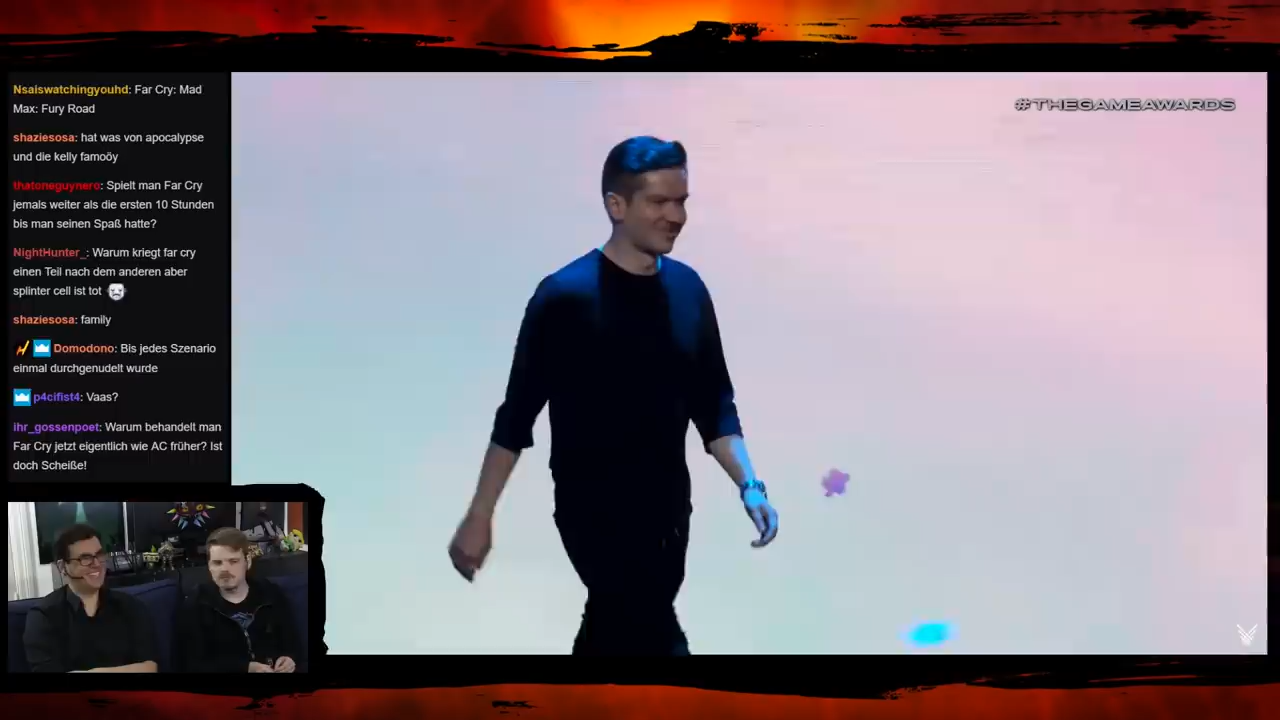 Nsaiswatchingyouhd: Far Cry: Mad
Max: Fury Road
shaziesosa: hat was von apocalypse
und die kelly famoöy
thatoneguynero: Spielt man Far Cry
jemals weiter als die ersten 10 Stunden
bis man seinen Spaß hatte?
NightHunter_: Warum kriegt far cry
einen Teil nach dem anderen aber
splinter cell ist tot
shaziesosa: family
Domodono: Bis jedes Szenario
einmal durchgenudelt wurde
p4cifist4: Vaas?
ihr_gossenpoet: Warum behandelt man
Far Cry jetzt eigentlich wie AC früher? Ist
doch Scheiße!
#THEGAMEAWARDS